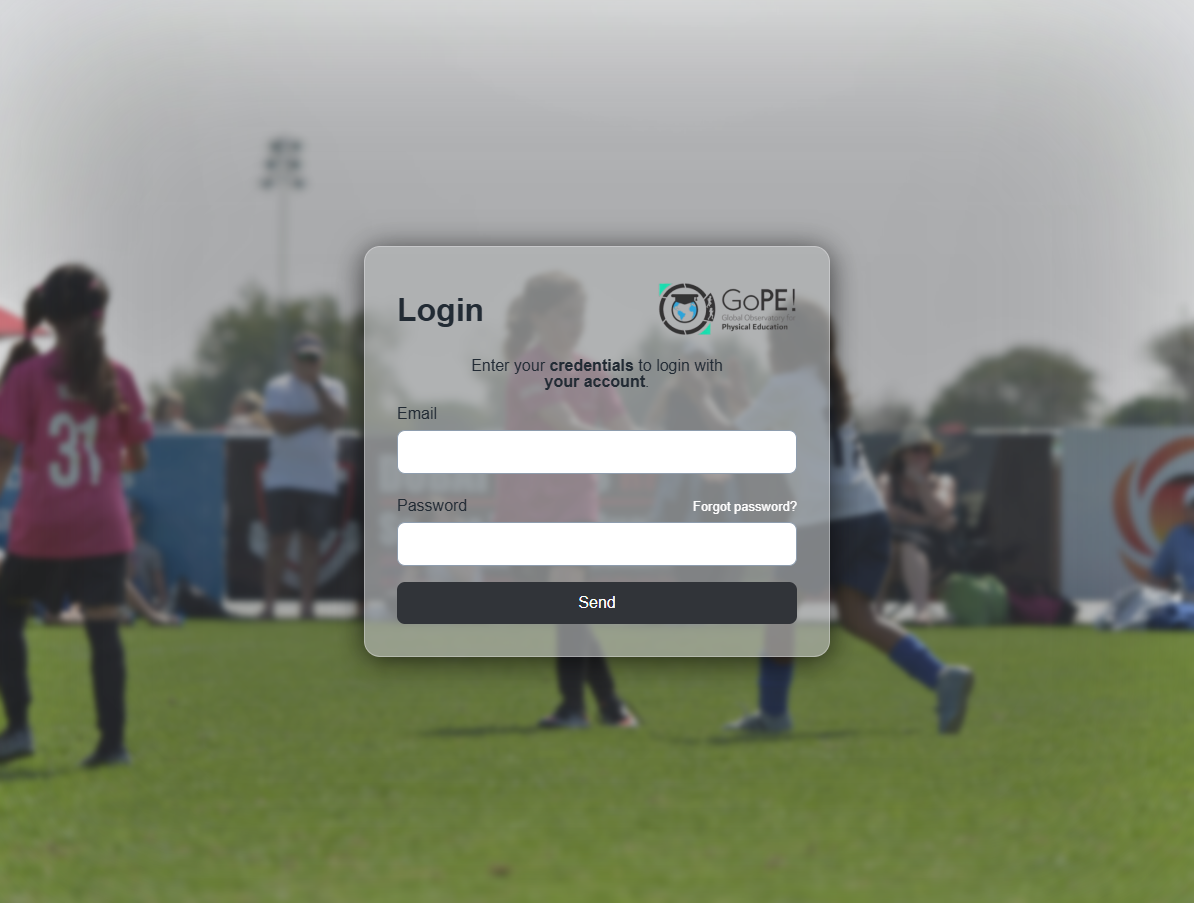 Login
GoPE!
Global Observatory for
Physical Education
Enter your credentials to login with
your account.
Email
Password
Forgot password?
Send
31